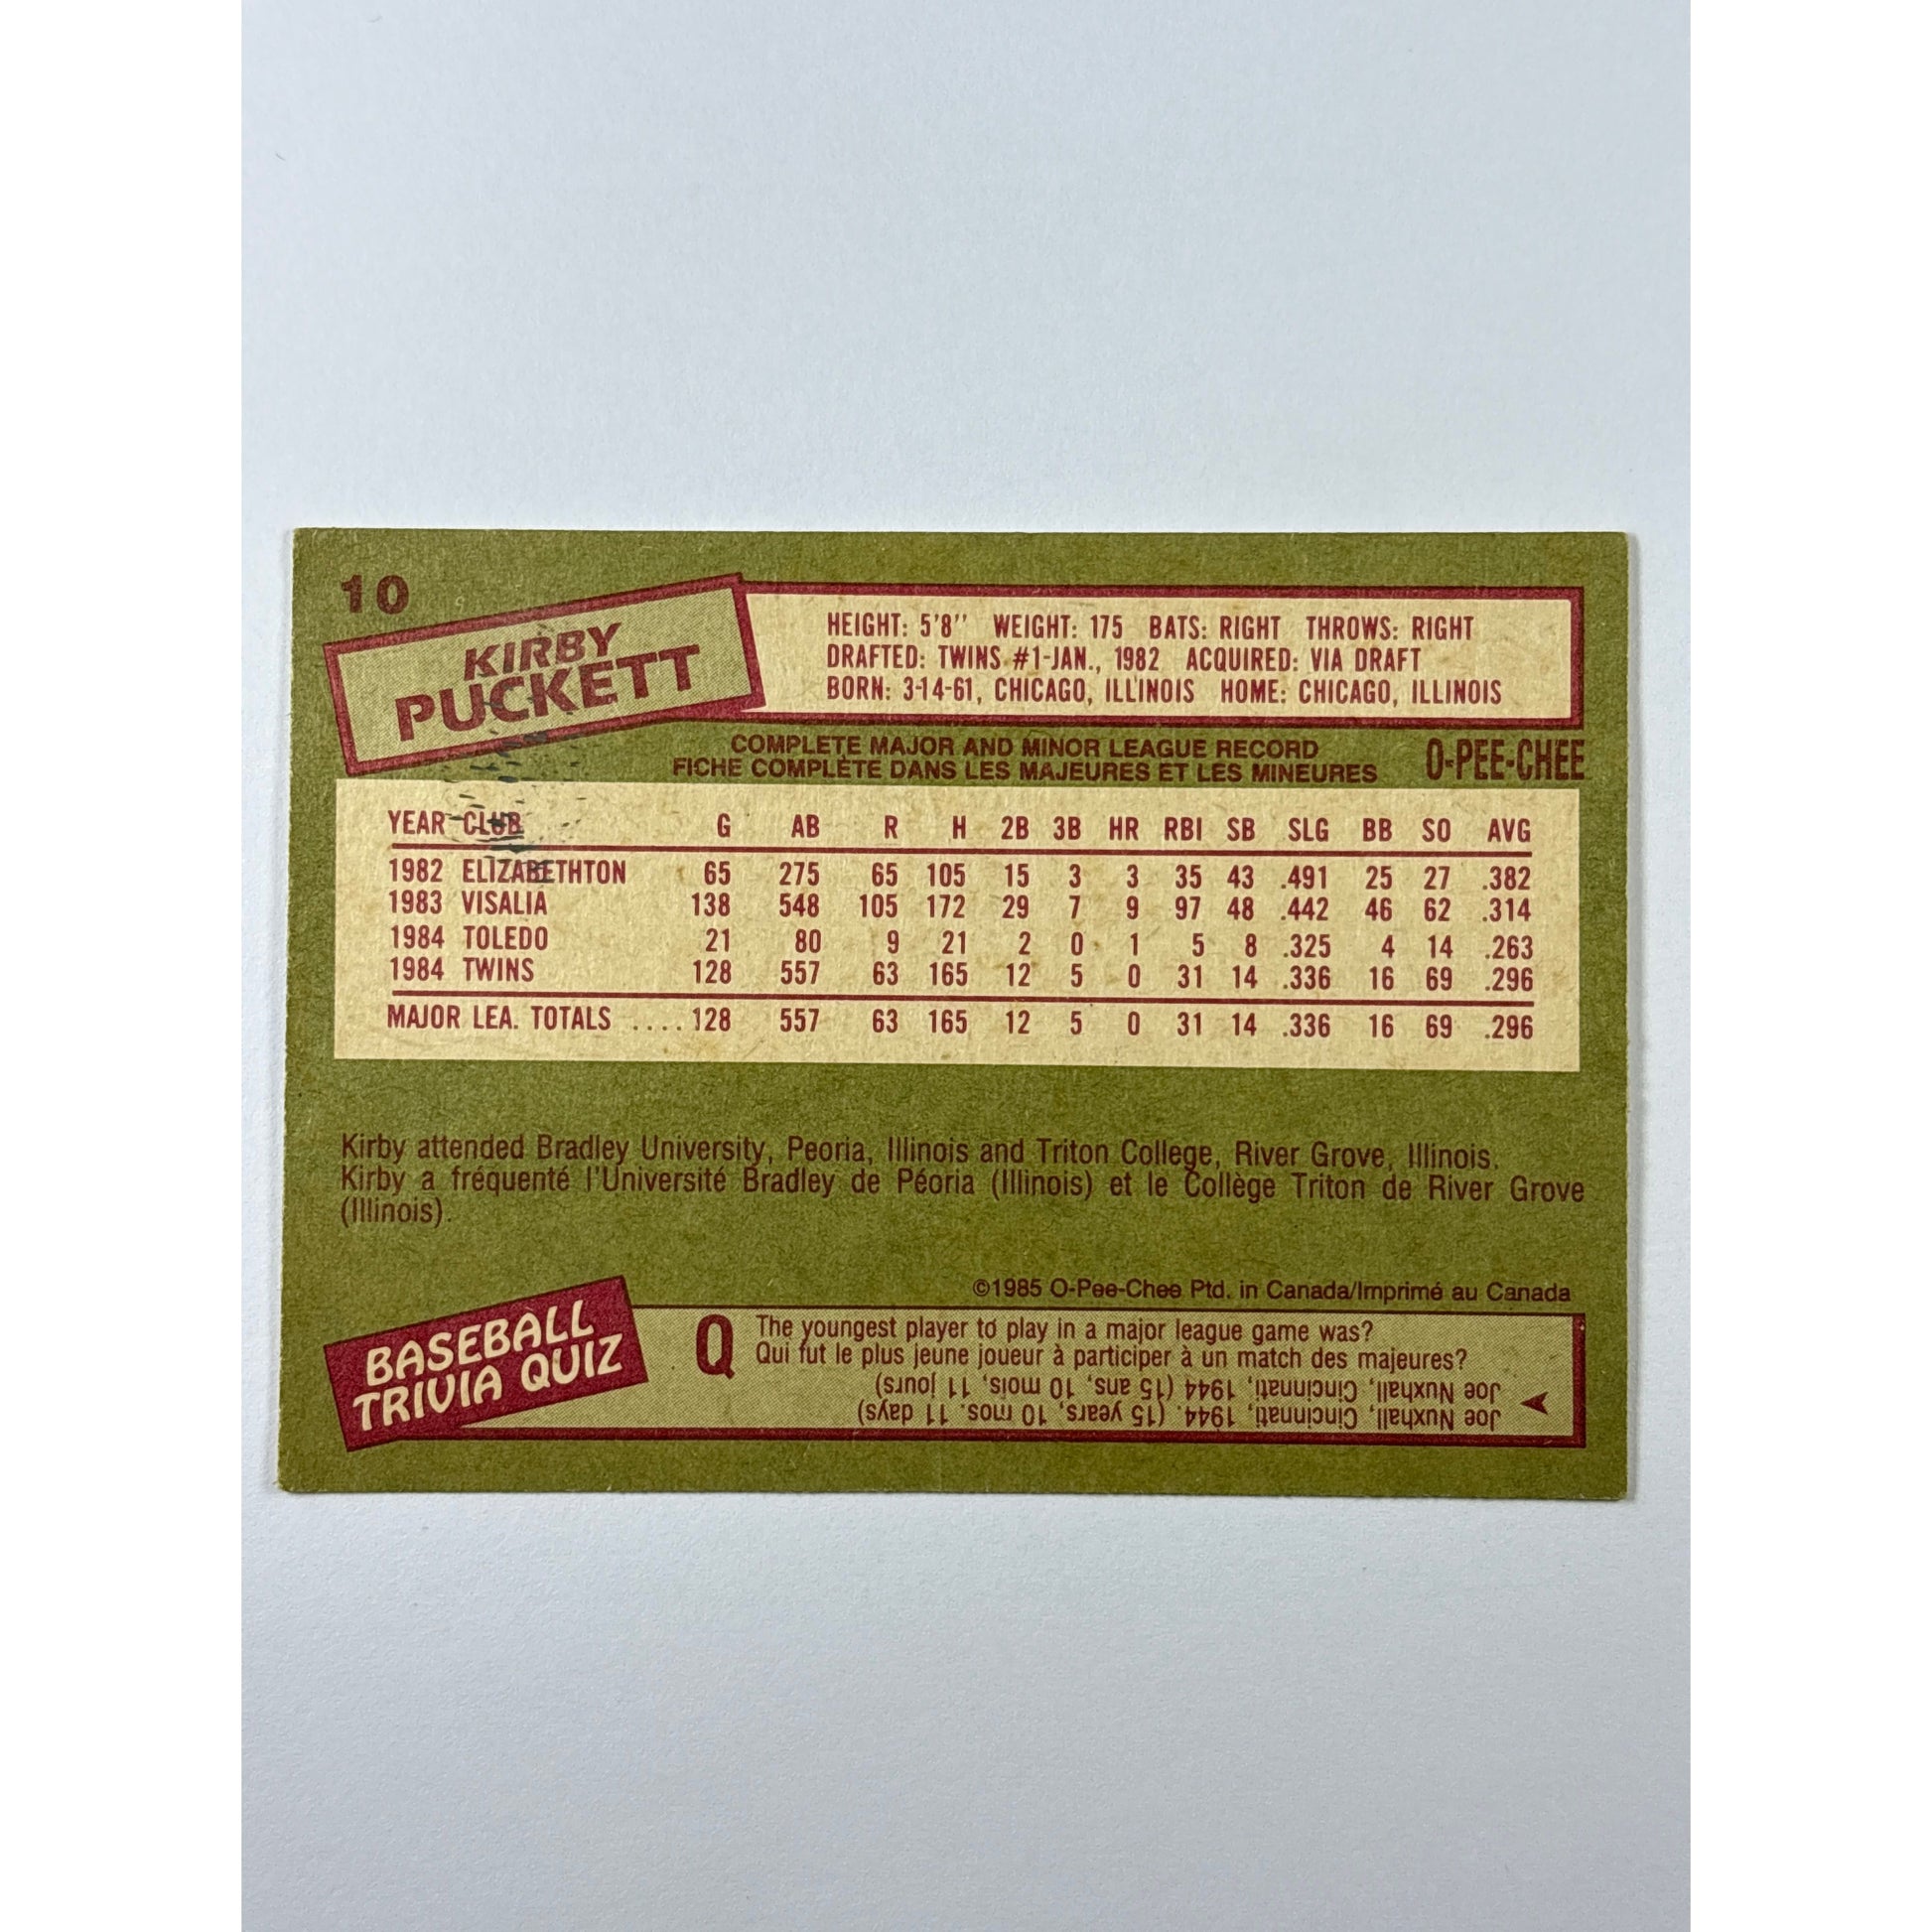 10
KIRBY
PUCKETT
HEIGHT: 5'8'' WEIGHT: 175 BATS: RIGHT THROWS: RIGHT
DRAFTED: TWINS #1-JAN., 1982 ACQUIRED: VIA DRAFT
BORN: 3-14-61, CHICAGO, ILLINOIS HOME: CHICAGO, ILLINOIS
COMPLETE MAJOR AND MINOR LEAGUE RECORD
FICHE COMPLÈTE DANS LES MAJEURES ET LES MINEURES
O-PEE-CHEE
YEAR CLUB G AB R H 2B 3B HR RBI SB SLG BB SO AVG
1982 ELIZABETHTON 65 275 65 105 15 3 3 35 43 .491 25 27 .382
1983 VISALIA 138 548 105 172 29 7 9 97 48 .442 46 62 .314
1984 TOLEDO 21 80 9 21 2 0 1 5 8 .325 4 14 .263
1984 TWINS 128 557 63 165 12 5 0 31 14 .336 16 69 .296
MAJOR LEA. TOTALS .... 128 557 63 165 12 5 0 31 14 .336 16 69 .296
Kirby attended Bradley University, Peoria, Illinois and Triton College, River Grove, Illinois.
Kirby a fréquenté l'Université Bradley de Péoria (Illinois) et le Collège Triton de River Grove
(Illinois).
©1985 O-Pee-Chee Ptd. in Canada/Imprimé au Canada
BASEBALL
TRIVIA QUIZ
Q
The youngest player to play in a major league game was?
Qui fut le plus jeune joueur à participer à un match des majeures?
Joe Nuxhall, Cincinnati, 1944. (15 years, 10 mos. 11 days)
Joe Nuxhall, Cincinnati, 1944 (15 ans, 10 mois, 11 jours)